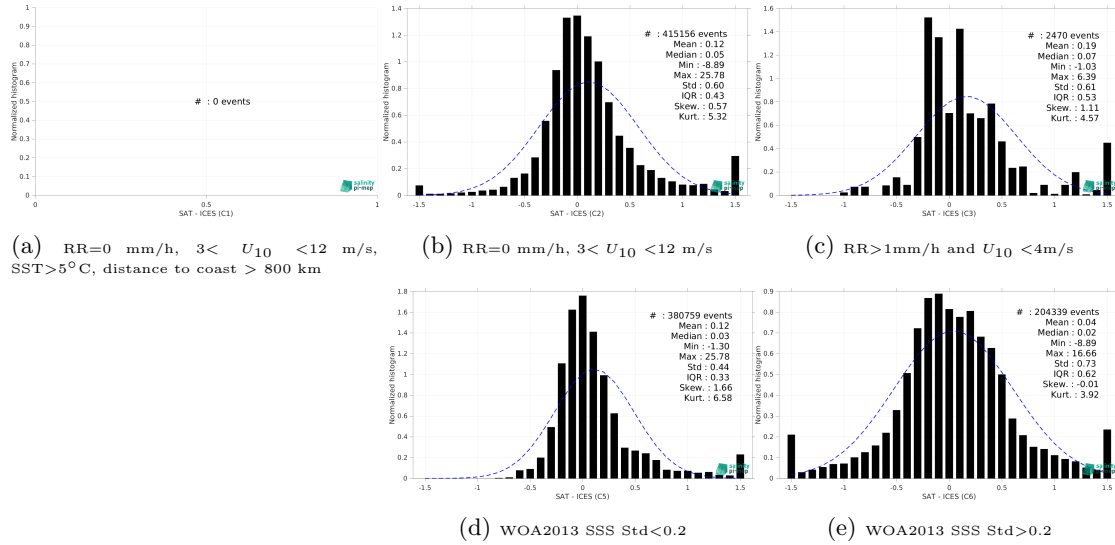 1
0.9
0.8
0.7
0.6
0.5
0.4
0.3
0.2
0.1
0
Normalized histogram
# : 0 events
salinity
pi-mep
0 0.5 1
SAT - ICES (C1)
(a) RR=0 mm/h, 3< U10 <12 m/s,
SST>5°C, distance to coast > 800 km
1.4
1.2
1
0.8
0.6
0.4
0.2
0
Normalized histogram
# : 415156 events
Mean : 0.12
Median : 0.05
Min : -8.89
Max : 25.78
Std : 0.60
IQR : 0.43
Skew. : 0.57
Kurt. : 5.32
-1.5 -1 -0.5 0 0.5 1 1.5
SAT - ICES (C2)
(b) RR=0 mm/h, 3< U10 <12 m/s
1.6
1.4
1.2
1
0.8
0.6
0.4
0.2
0
Normalized histogram
# : 2470 events
Mean : 0.19
Median : 0.07
Min : -1.03
Max : 6.39
Std : 0.61
IQR : 0.53
Skew. : 1.11
Kurt. : 4.57
-1.5 -1 -0.5 0 0.5 1 1.5
SAT - ICES (C3)
(c) RR>1mm/h and U10 <4m/s
1.8
1.6
1.4
1.2
1
0.8
0.6
0.4
0.2
0
Normalized histogram
# : 380759 events
Mean : 0.12
Median : 0.03
Min : -1.30
Max : 25.78
Std : 0.44
IQR : 0.33
Skew. : 1.66
Kurt. : 6.58
-1.5 -1 -0.5 0 0.5 1 1.5
SAT - ICES (C5)
(d) WOA2013 SSS Std<0.2
0.9
0.8
0.7
0.6
0.5
0.4
0.3
0.2
0.1
0
Normalized histogram
# : 204339 events
Mean : 0.04
Median : 0.02
Min : -8.89
Max : 16.66
Std : 0.73
IQR : 0.62
Skew. : -0.01
Kurt. : 3.92
-1.5 -1 -0.5 0 0.5 1 1.5
SAT - ICES (C6)
(e) WOA2013 SSS Std>0.2